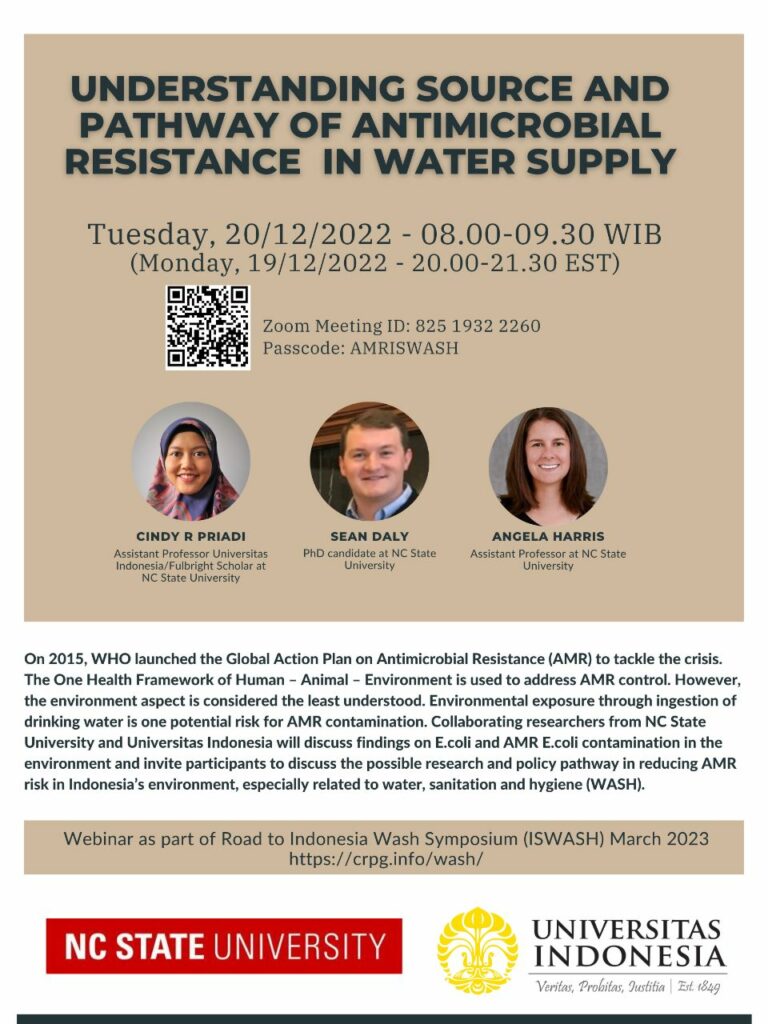 UNDERSTANDING SOURCE AND
PATHWAY OF ANTIMICROBIAL
RESISTANCE IN WATER SUPPLY
Tuesday, 20/12/2022 - 08.00-09.30 WIB
(Monday, 19/12/2022 - 20.00-21.30 EST)
Zoom Meeting ID: 825 1932 2260
Passcode: AMRISWASH
CINDY R PRIADI
Assistant Professor Universitas
Indonesia/Fulbright Scholar at
NC State University
SEAN DALY
PhD candidate at NC State
University
ANGELA HARRIS
Assistant Professor at NC State
University
On 2015, WHO launched the Global Action Plan on Antimicrobial Resistance (AMR) to tackle the crisis.
The One Health Framework of Human – Animal – Environment is used to address AMR control. However,
the environment aspect is considered the least understood. Environmental exposure through ingestion of
drinking water is one potential risk for AMR contamination. Collaborating researchers from NC State
University and Universitas Indonesia will discuss findings on E.coli and AMR E.coli contamination in the
environment and invite participants to discuss the possible research and policy pathway in reducing AMR
risk in Indonesia's environment, especially related to water, sanitation and hygiene (WASH).
Webinar as part of Road to Indonesia Wash Symposium (ISWASH) March 2023
https://crpg.info/wash/
NC STATE UNIVERSITY
UNIVERSITAS
INDONESIA
Veritas, Probitas, Iustitia | Est. 1849